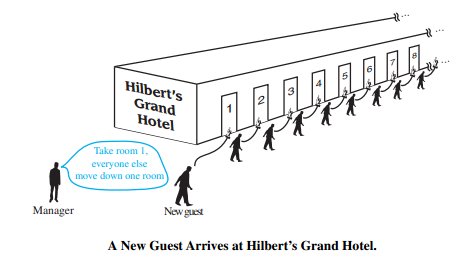 Hilbert's
Grand
Hotel
1
2
3
4
5
6
7
8
Take room 1,
everyone else
move down one room
Manager
New guest
A New Guest Arrives at Hilbert's Grand Hotel.